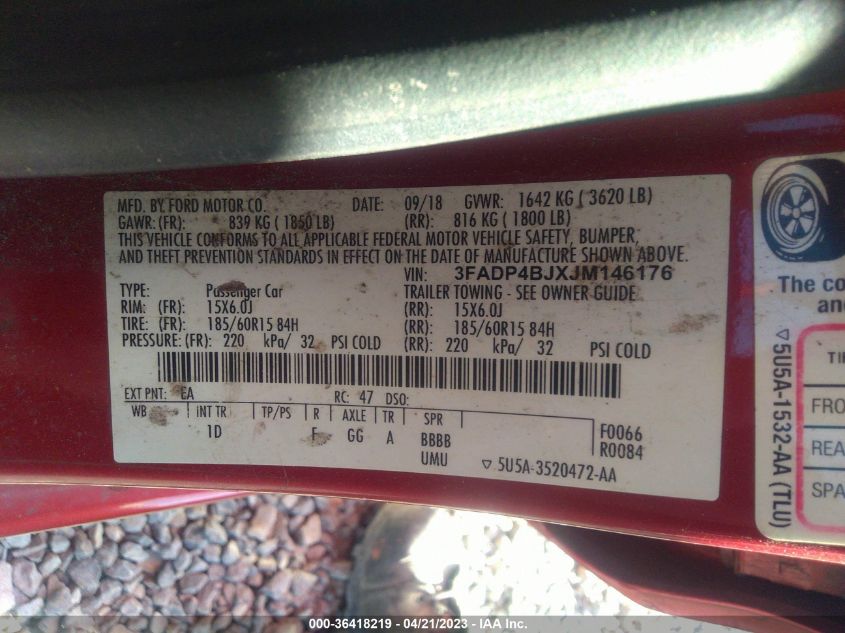 MFD. BY FORD MOTOR CO. DATE: 09/18 GVWR: 1642 KG ( 3620 LB)
GAWR: (FR): 839 KG ( 1850 LB) (RR): 816 KG ( 1800 LB)
THIS VEHICLE CONFORMS TO ALL APPLICABLE FEDERAL MOTOR VEHICLE SAFETY, BUMPER,
AND THEFT PREVENTION STANDARDS IN EFFECT ON THE DATE OF MANUFACTURE SHOWN ABOVE.
VIN: 3FADP4BJXJM146176
TYPE: Passenger Car TRAILER TOWING - SEE OWNER GUIDE
RIM: (FR): 15X6.0J (RR): 15X6.0J
TIRE: (FR): 185/60R15 84H (RR): 185/60R15 84H
PRESSURE: (FR): 220 kPa/ 32 PSI COLD (RR): 220 kPa/ 32 PSI COLD
EXT PNT: EA RC: 47 DSO:
WB INT TR TP/PS R AXLE TR SPR
1D F GG A BBBB F0066
UMU R0084
5U5A-3520472-AA
The co
and
TI
FRO
REA
SPA
5U5A-1532-AA (TLU)
000-36418219 - 04/21/2023 - IAA Inc.